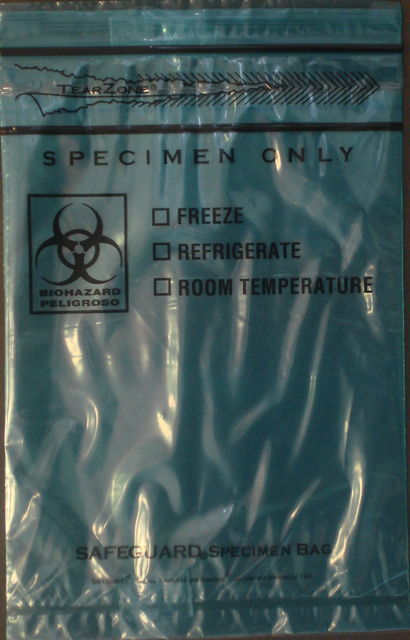 TEARZONE®
SPECIMEN ONLY
FREEZE
REFRIGERATE
ROOM TEMPERATURE
BIOHAZARD
PELIGROSO
SAFEGUARD® SPECIMEN BAG